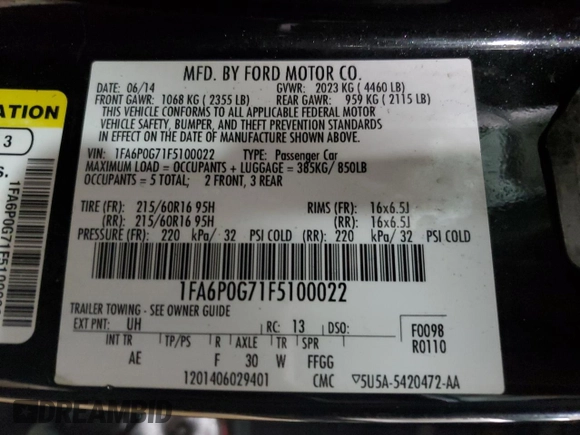 MFD. BY FORD MOTOR CO.
DATE: 06/14 GVWR: 2023 KG ( 4460 LB)
FRONT GAWR: 1068 KG ( 2355 LB) REAR GAWR: 959 KG ( 2115 LB)
THIS VEHICLE CONFORMS TO ALL APPLICABLE FEDERAL MOTOR
VEHICLE SAFETY, BUMPER, AND THEFT PREVENTION STANDARDS
IN EFFECT ON THE DATE OF MANUFACTURE SHOWN ABOVE.
VIN: 1FA6P0G71F5100022 TYPE: Passenger Car
MAXIMUM LOAD = OCCUPANTS + LUGGAGE = 385KG/ 850LB
OCCUPANTS = 5 TOTAL; 2 FRONT, 3 REAR
TIRE (FR): 215/60R16 95H RIMS (FR): 16x6.5J
(RR): 215/60R16 95H (RR): 16x6.5J
PRESSURE (FR): 220 kPa/ 32 PSI COLD (RR): 220 kPa/ 32 PSI COLD
1FA6P0G71F5100022
TRAILER TOWING - SEE OWNER GUIDE
EXT PNT: UH RC: 13 DSO: F0098
INT TR TP/PS R AXLE TR SPR R0110
AE F 30 W FFGG
1201406029401 CMC ▽5U5A-5420472-AA
ATION
3
S.
1FA6P0G71F5100022
DREAMBID